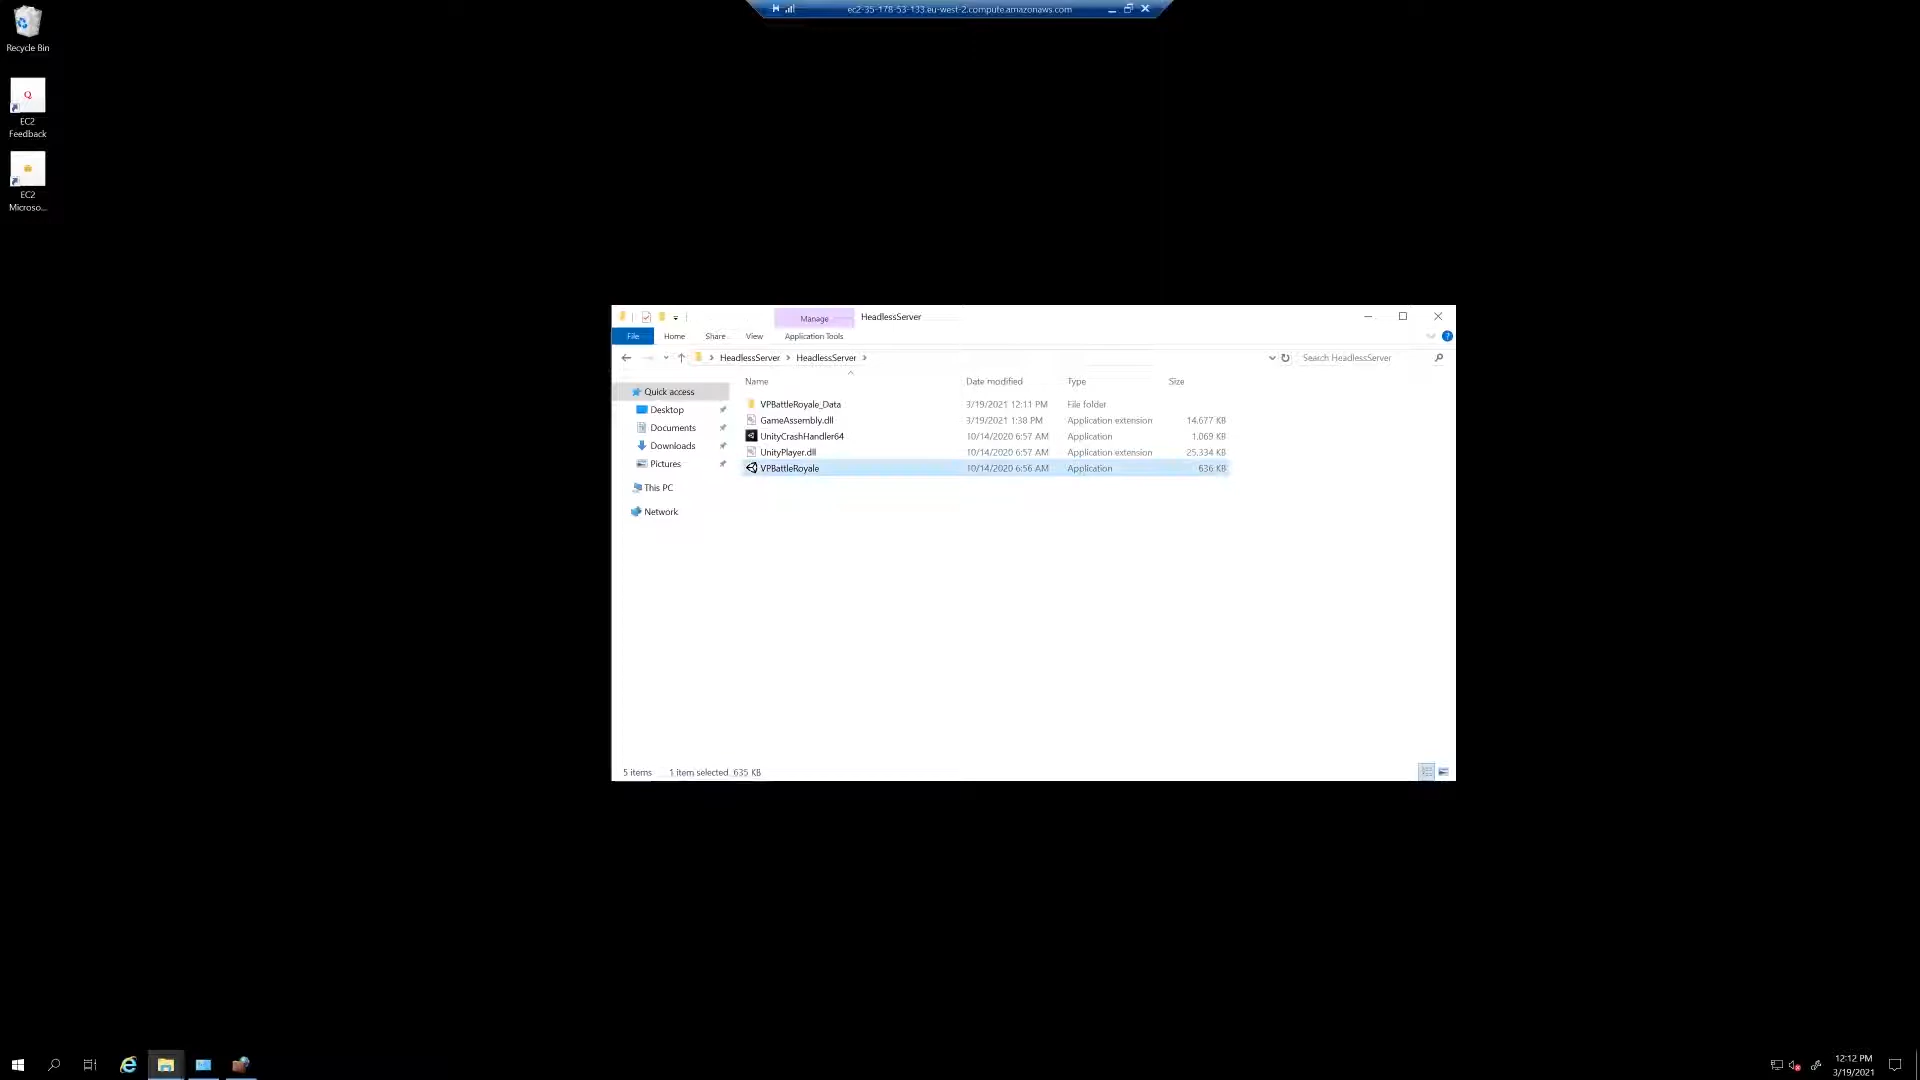 ec2-35-178-53-133.eu-west-2.compute.amazonaws.com
Recycle Bin
EC2
Feedback
EC2
Microso...
Manage
HeadlessServer
File
Home
Share
View
Application Tools
HeadlessServer
HeadlessServer
Search HeadlessServer
Name
Date modified
Type
Size
Quick access
Desktop
Documents
Downloads
Pictures
This PC
Network
VPBattleRoyale_Data 3/19/2021 12:11 PM File folder
GameAssembly.dll 3/19/2021 1:38 PM Application extension 14,677 KB
UnityCrashHandler64 10/14/2020 6:57 AM Application 1,069 KB
UnityPlayer.dll 10/14/2020 6:57 AM Application extension 25,334 KB
VPBattleRoyale 10/14/2020 6:56 AM Application 636 KB
5 items 1 item selected 635 KB
12:12 PM
3/19/2021